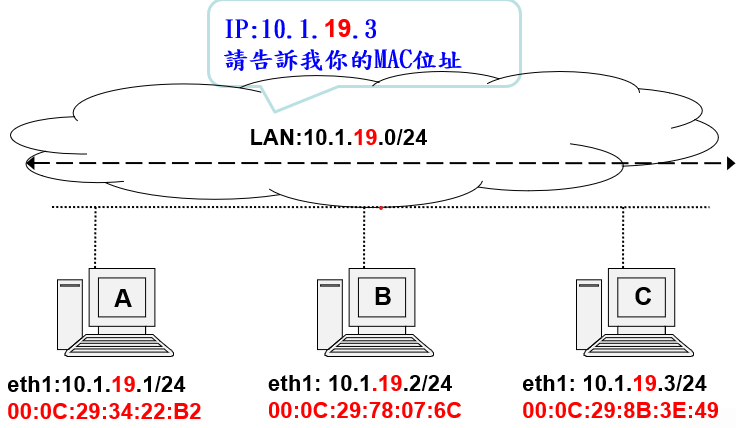 IP:10.1.19.3
請告訴我你的MAC位址
LAN:10.1.19.0/24
A
B
C
eth1:10.1.19.1/24
00:0C:29:34:22:B2
eth1: 10.1.19.2/24
00:0C:29:78:07:6C
eth1: 10.1.19.3/24
00:0C:29:8B:3E:49